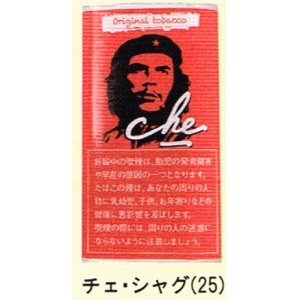 Original tobacco
che
妊娠中の喫煙は、胎児の発育障害
や早産の原因の一つとなります。
たばこの煙は、あなたの周りの人、
特に乳幼児、子供、お年寄りなどの
健康に悪影響を及ぼします。
喫煙の際には、周りの人の迷惑に
ならないように注意しましょう。
チェ・シャグ(25)